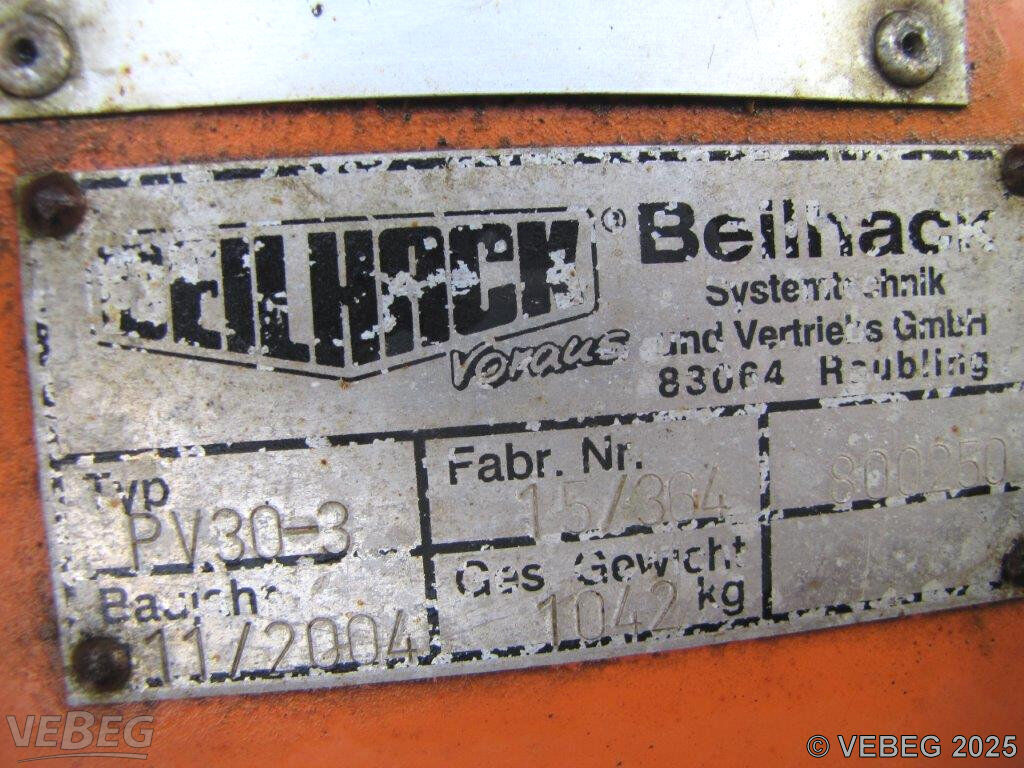 BEILHACK ®
voraus
Beilhack
Systemtechnik
und Vertriebs GmbH
83064 Raubling
Typ
PV30-3
Fabr. Nr.
15/364
800250
Baujahr
11/2004
Ges. Gewicht
1042 kg
VEBEG
© VEBEG 2025